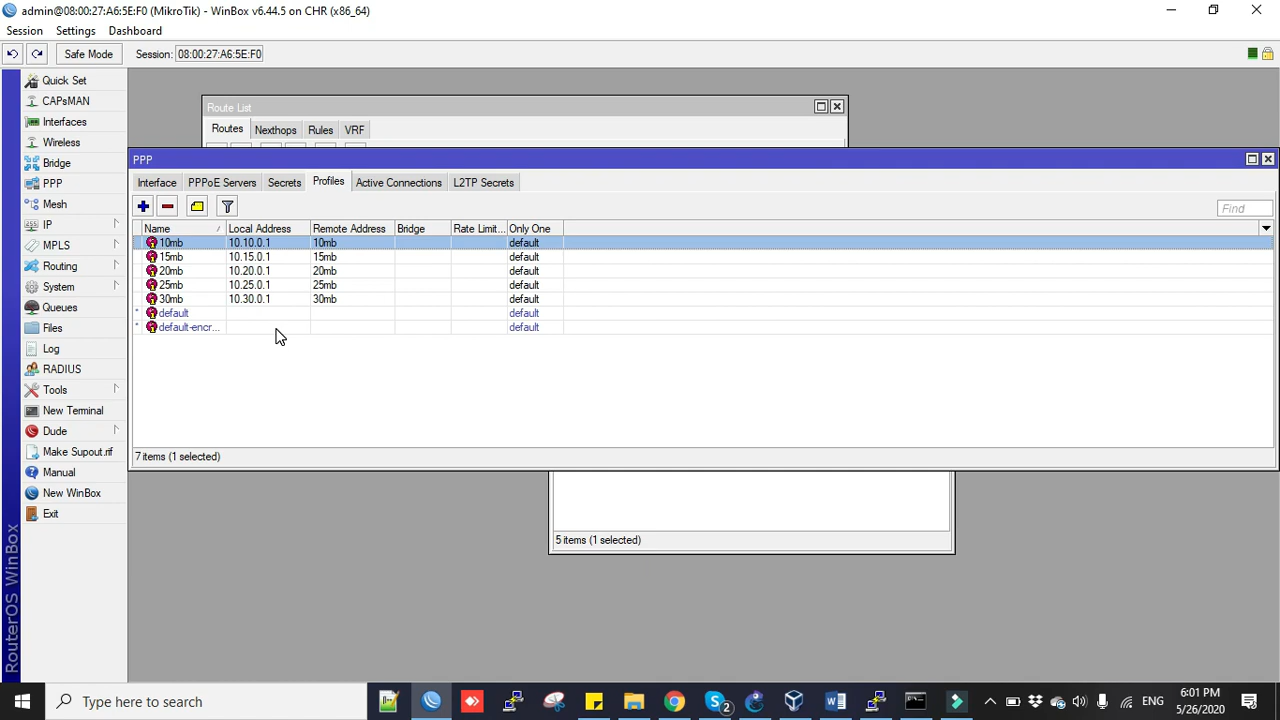 admin@08:00:27:A6:5E:F0 (MikroTik) - WinBox v6.44.5 on CHR (x86_64)
Session Settings Dashboard
Safe Mode Session: 08:00:27:A6:5E:F0
Quick Set
CAPsMAN
Interfaces
Wireless
Bridge
PPP
Mesh
IP
MPLS
Routing
System
Queues
Files
Log
RADIUS
Tools
New Terminal
Dude
Make Supout.rif
Manual
New WinBox
Exit
RouterOS WinBox
Route List
Routes Nexthops Rules VRF
PPP
Interface PPPoE Servers Secrets Profiles Active Connections L2TP Secrets
Find
Name Local Address Remote Address Bridge Rate Limit... Only One
10mb 10.10.0.1 10mb default
15mb 10.15.0.1 15mb default
20mb 10.20.0.1 20mb default
25mb 10.25.0.1 25mb default
30mb 10.30.0.1 30mb default
* default default
* default-encr... default
7 items (1 selected)
5 items (1 selected)
Type here to search
2
ENG
6:01 PM
5/26/2020